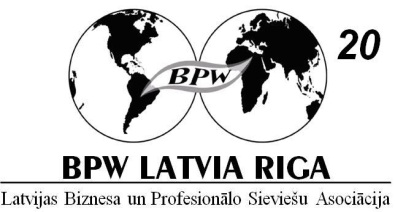 20
BPW
BPW LATVIA RIGA
Latvijas Biznesa un Profesionālo Sieviešu Asociācija